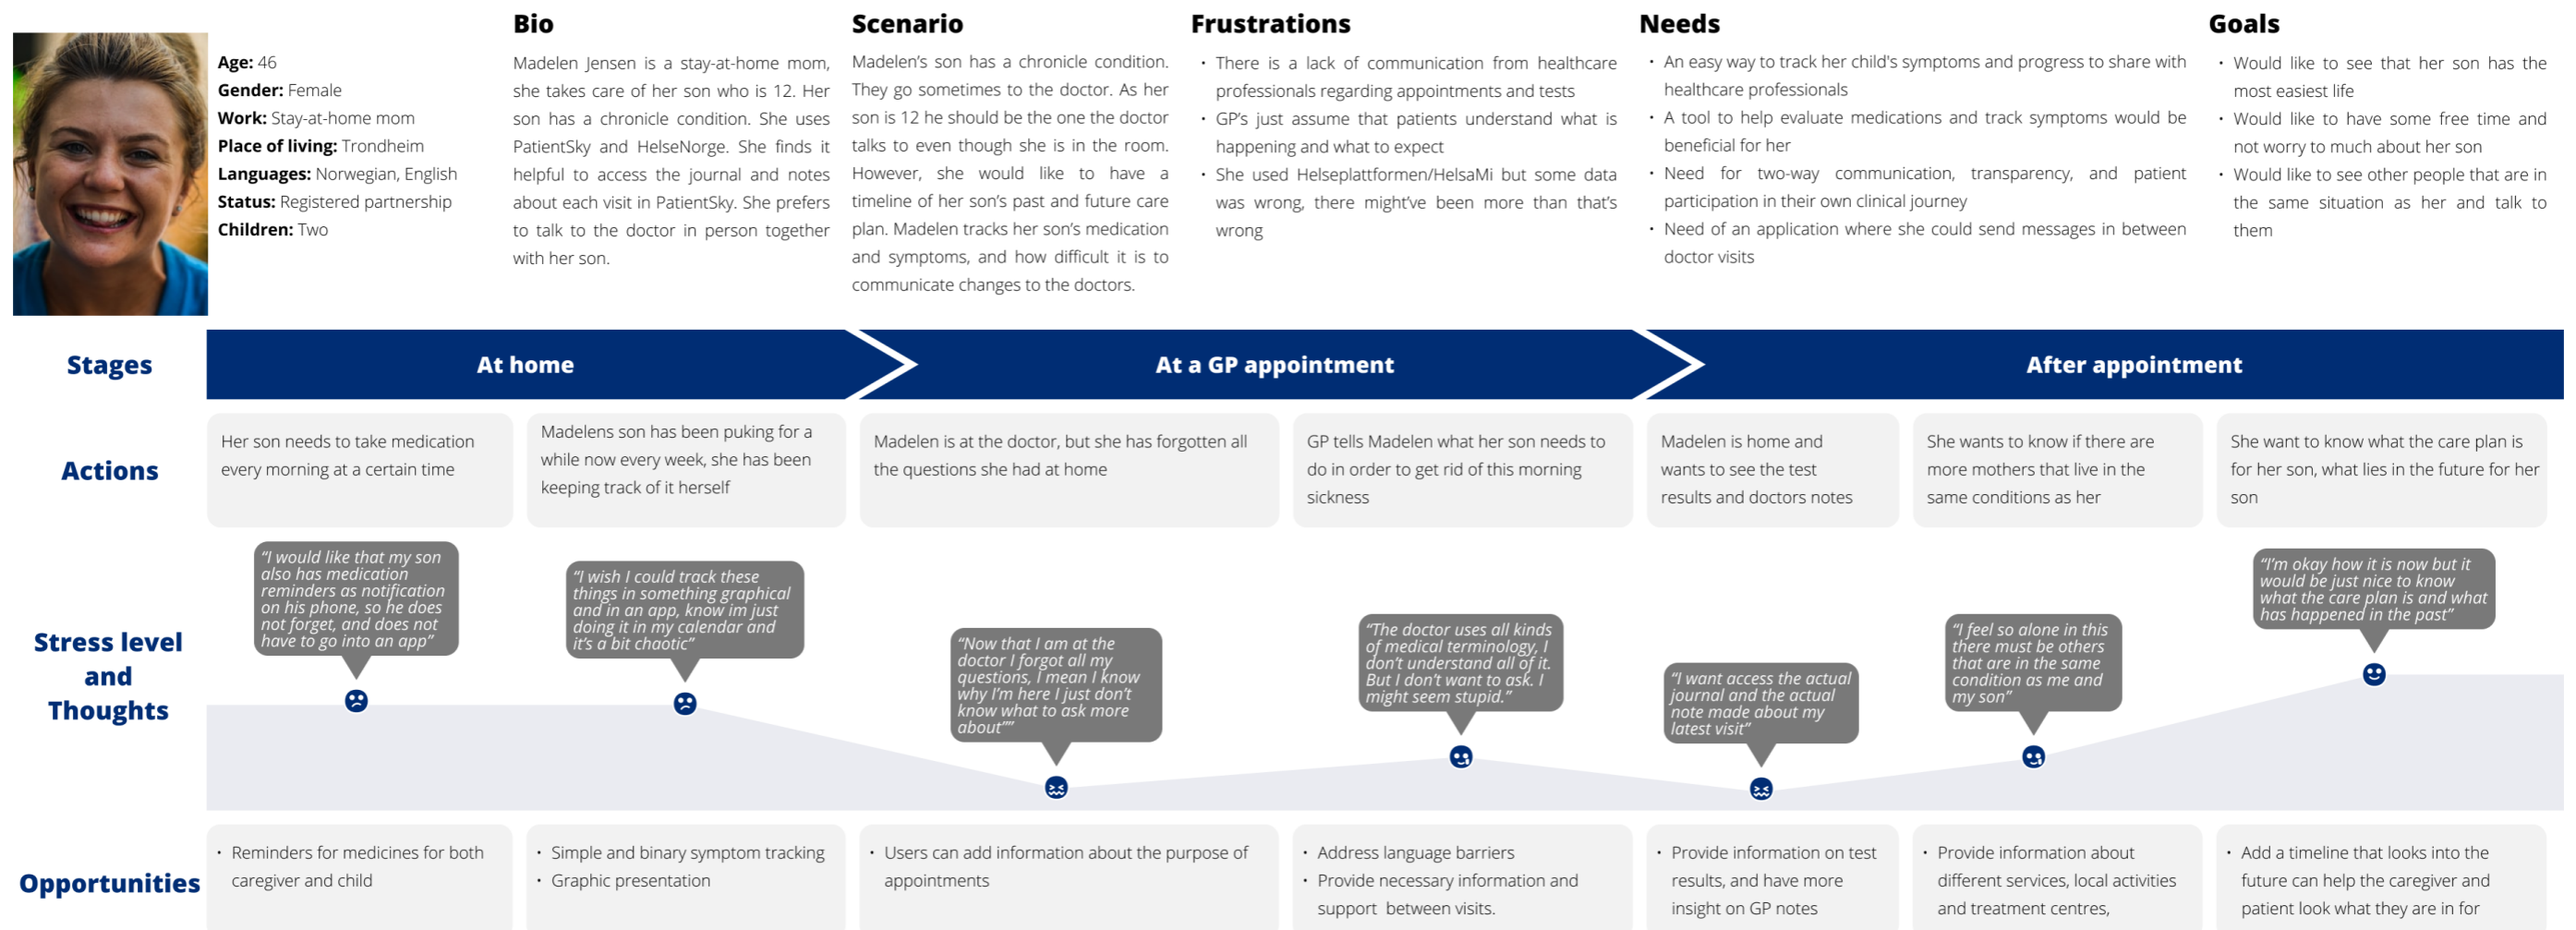 Age: 46
Gender: Female
Work: Stay-at-home mom
Place of living: Trondheim
Languages: Norwegian, English
Status: Registered partnership
Children: Two
Bio
Madelen Jensen is a stay-at-home mom,
she takes care of her son who is 12. Her
son has a chronic condition. She uses
PatientSky and HelseNorge. She finds it
helpful to access the journal and notes
about each visit in PatientSky. She prefers
to talk to the doctor in person together
with her son.
Scenario
Madelen's son has a chronicle condition.
They go sometimes to the doctor. As her
son is 12 he should be the one the doctor
talks to even though she is in the room.
However, she would like to have a
timeline of her son's past and future care
plan. Madelen tracks her son's medication
and symptoms, and how difficult it is to
communicate changes to the doctors.
Frustrations
• There is a lack of communication from healthcare
professionals regarding appointments and tests
• GP's just assume that patients understand what is
happening and what to expect
• She used Helseplattformen/HelsaMi but some data
was wrong, there might've been more than that's
wrong
Needs
• An easy way to track her child's symptoms and progress to share with
healthcare professionals
• A tool to help evaluate medications and track symptoms would be
beneficial for her
• Need for two-way communication, transparency, and patient
participation in their own clinical journey
• Need of an application where she could send messages in between
doctor visits
Goals
• Would like to see that her son has the
most easiest life
• Would like to have some free time and
not worry to much about her son
• Would like to see other people that are in
the same situation as her and talk to
them
Stages
At home
At a GP appointment
After appointment
Actions
Her son needs to take medication
every morning at a certain time
Madelens son has been puking for a
while now every week, she has been
keeping track of it herself
Madelen is at the doctor, but she has forgotten all
the questions she had at home
GP tells Madelen what her son needs to
do in order to get rid of this morning
sickness
Madelen is home and
wants to see the test
results and doctors notes
She wants to know if there are
more mothers that live in the
same conditions as her
She want to know what the care plan is
for her son, what lies in the future for her
son
Stress level
and
Thoughts
“I would like that my son
also has medication
reminders as notification
on his phone, so he does
not forget, and does not
have to go into an app”
“I wish I could track these
things in something graphical
and in an app, know im just
doing it in my calendar and
it's a bit chaotic”
“Now that I am at the
doctor I forgot all my
questions, I mean I know
why I'm here I just don't
know what to ask more
about””
“The doctor uses all kinds
of medical terminology, I
don't understand all of it.
But I don't want to ask. I
might seem stupid.”
“I want access the actual
journal and the actual
note made about my
latest visit”
“I feel so alone in this
there must be others
that are in the same
condition as me and
my son”
“I'm okay how it is now but it
would be just nice to know
what the care plan is and what
has happened in the past”
Opportunities
• Reminders for medicines for both
caregiver and child
• Simple and binary symptom tracking
• Graphic presentation
• Users can add information about the purpose of
appointments
• Address language barriers
• Provide necessary information and
support between visits.
• Provide information on test
results, and have more
insight on GP notes
• Provide information about
different services, local activities
and treatment centres,
• Add a timeline that looks into the
future can help the caregiver and
patient look what they are in for